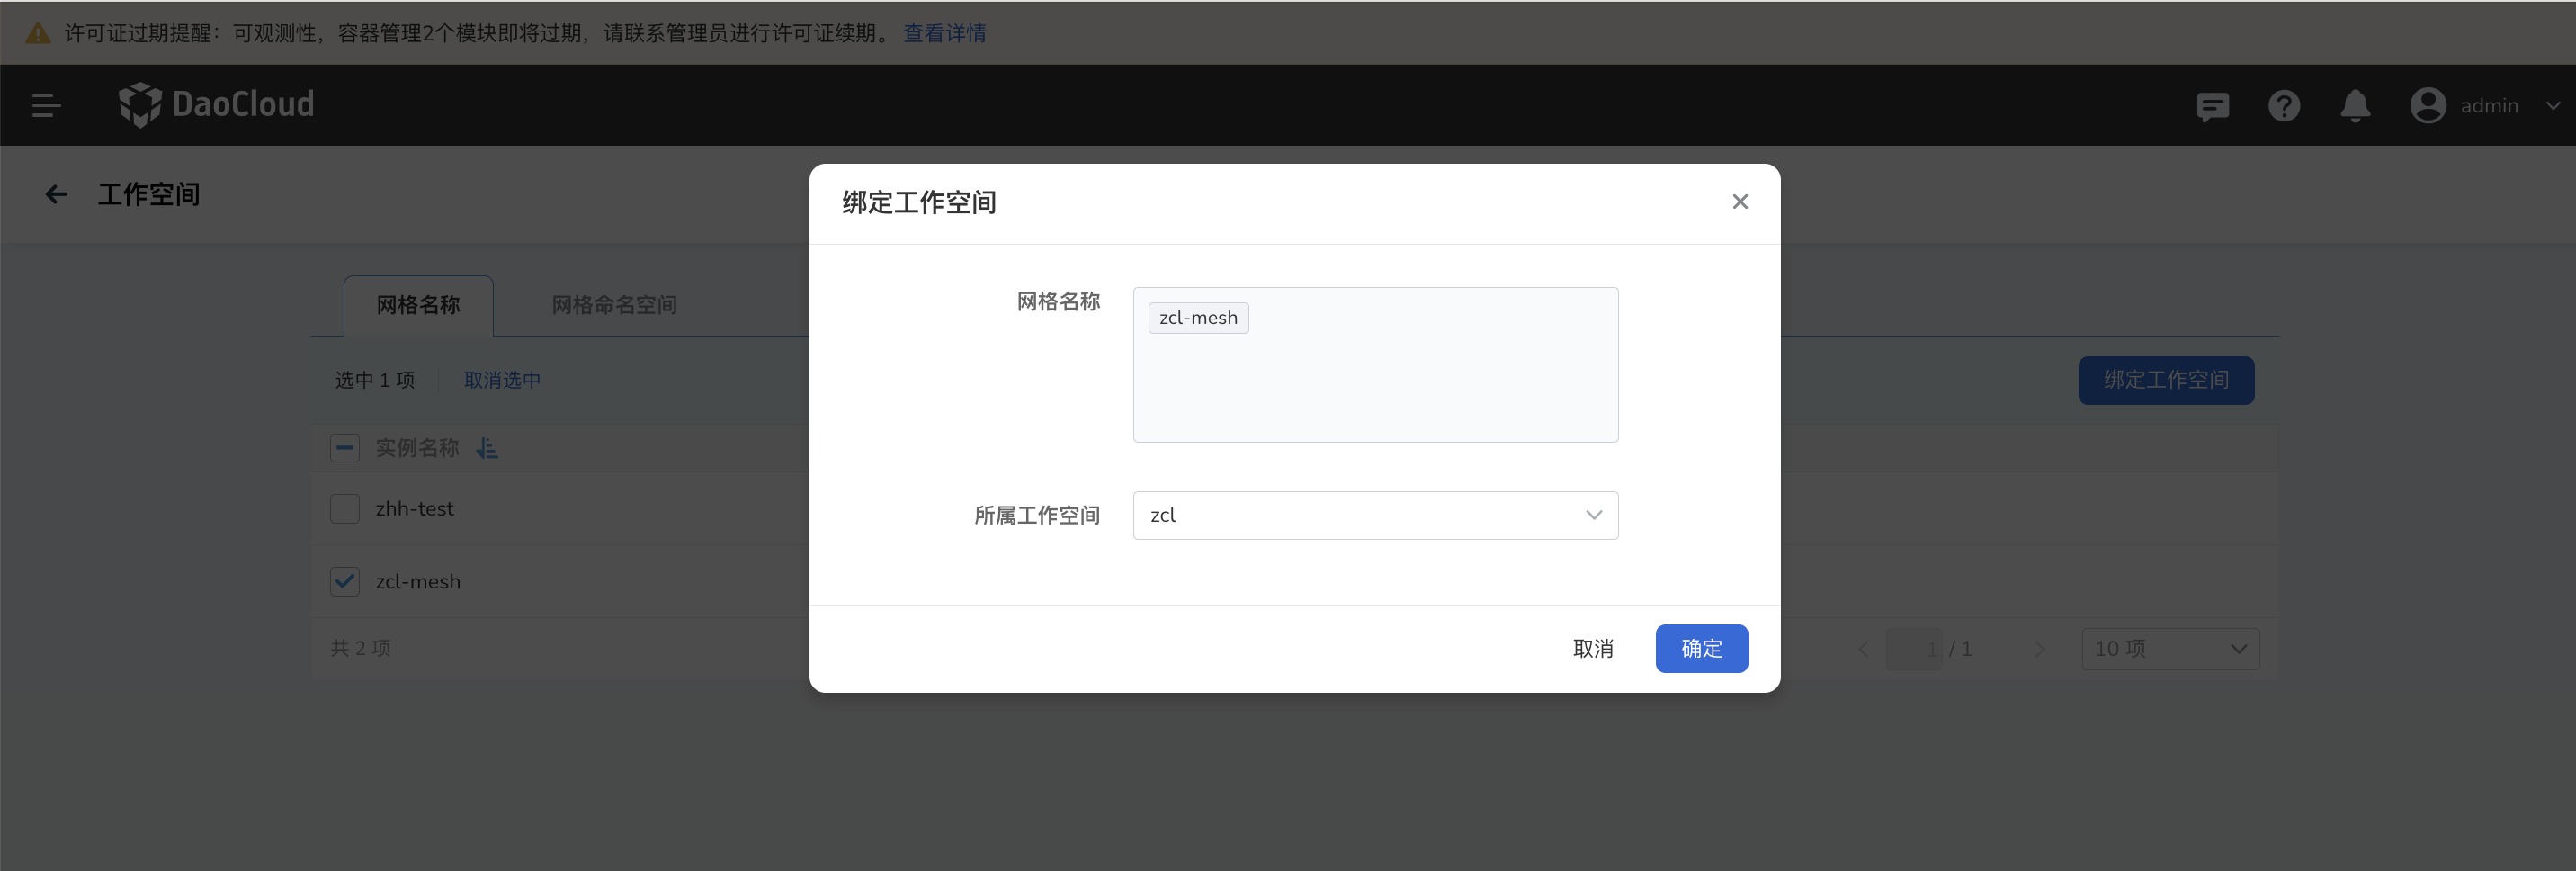 许可证过期提醒：可观测性，容器管理2个模块即将过期，请联系管理员进行许可证续期。 查看详情
DaoCloud
admin
工作空间
绑定工作空间
网格名称
zcl-mesh
所属工作空间
zcl
取消
确定
网格名称
网格命名空间
选中 1 项
取消选中
绑定工作空间
实例名称
zhh-test
zcl-mesh
共 2 项
1 / 1
10 项